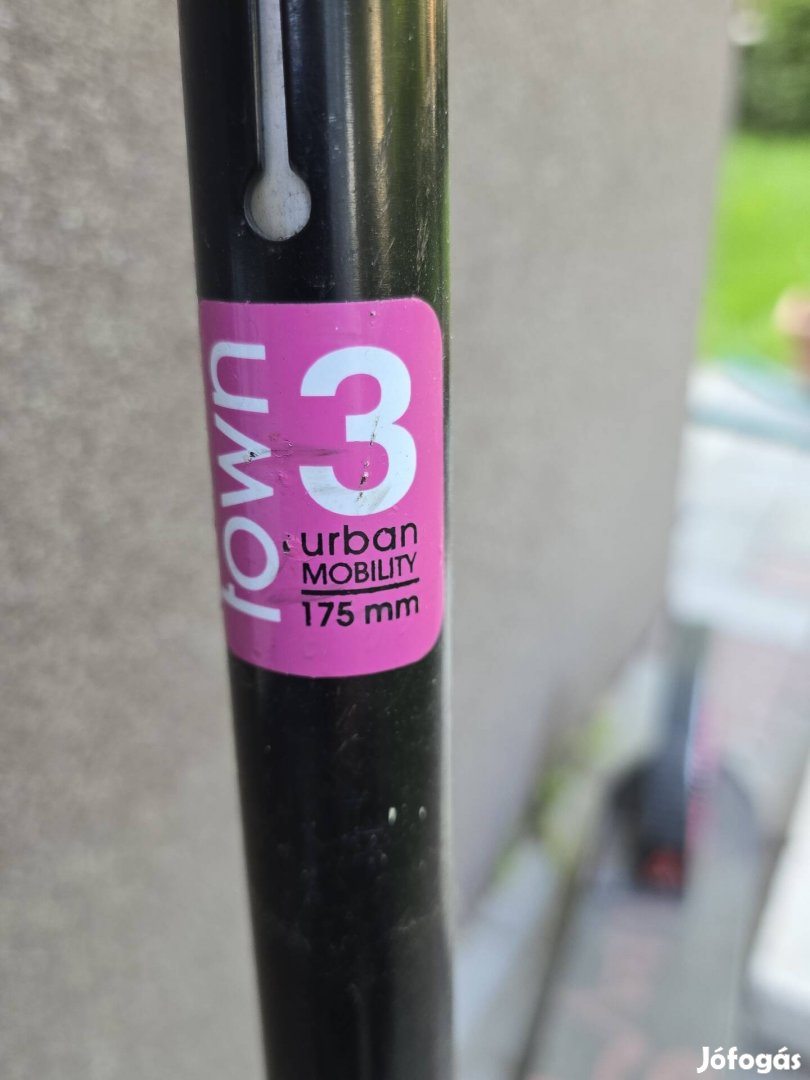 town
3
urban
MOBILITY
175 mm
Jófogás